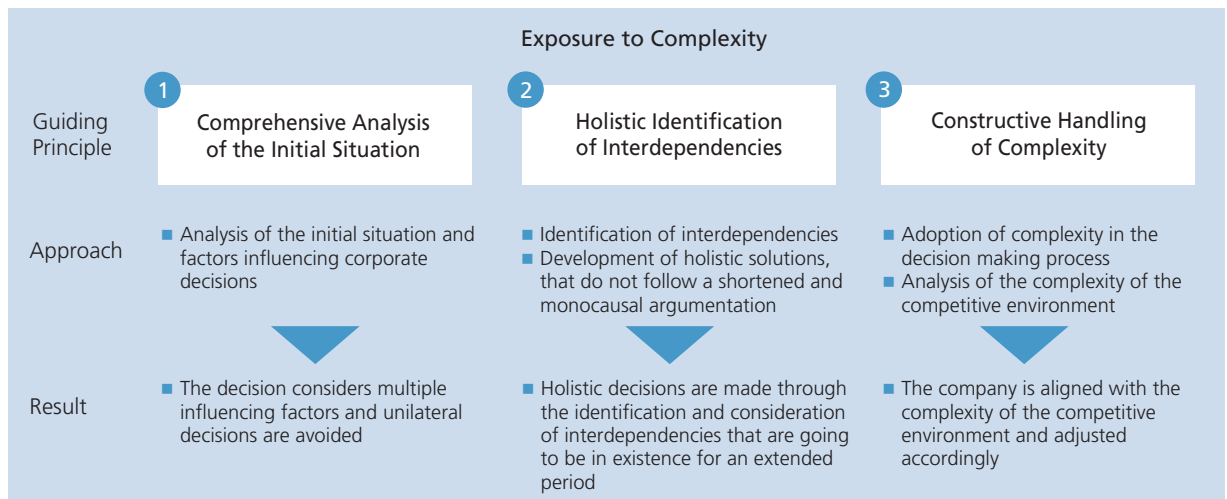 Exposure to Complexity
1
2
3
Guiding
Principle
Comprehensive Analysis
of the Initial Situation
Holistic Identification
of Interdependencies
Constructive Handling
of Complexity
Approach
Analysis of the initial situation and
factors influencing corporate
decisions
Identification of interdependencies
Development of holistic solutions,
that do not follow a shortened and
monocausal argumentation
Adoption of complexity in the
decision making process
Analysis of the complexity of the
competitive environment
Result
The decision considers multiple
influencing factors and unilateral
decisions are avoided
Holistic decisions are made through
the identification and consideration
of interdependencies that are going
to be in existence for an extended
period
The company is aligned with the
complexity of the competitive
environment and adjusted
accordingly